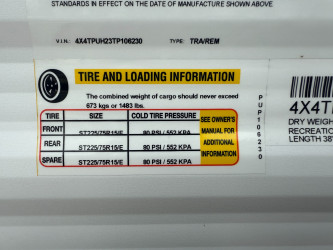 STANDARDS IN EFFECT ON THE DATE OF MANUFACTURE SHOWN ABOVE
V.I.N.: 4X4TPUH23TP106230 TYPE: TRA/REM
TIRE AND LOADING INFORMATION
The combined weight of cargo should never exceed
673 kgs or 1483 lbs.
TIRE SIZE COLD TIRE PRESSURE
FRONT ST225/75R15/E 80 PSI / 552 KPA
REAR ST225/75R15/E 80 PSI / 552 KPA
SPARE ST225/75R15/E 80 PSI / 552 KPA
SEE OWNER'S
MANUAL FOR
ADDITIONAL
INFORMATION
PUP106230
4X4T
DRY WEIGH
RECREATIO
LENGTH 38'